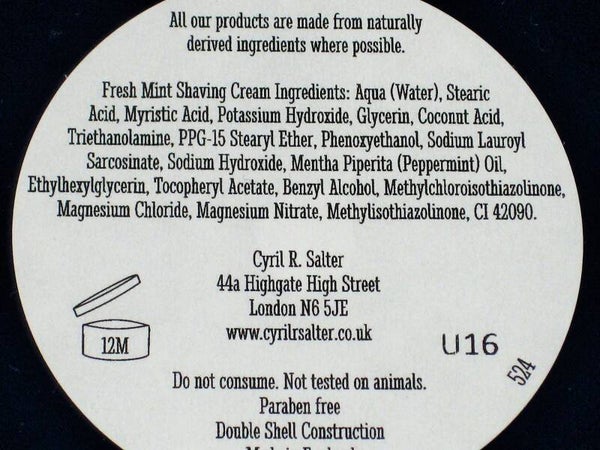 All our products are made from naturally
derived ingredients where possible.
Fresh Mint Shaving Cream Ingredients: Aqua (Water), Stearic
Acid, Myristic Acid, Potassium Hydroxide, Glycerin, Coconut Acid,
Triethanolamine, PPG-15 Stearyl Ether, Phenoxyethanol, Sodium Lauroyl
Sarcosinate, Sodium Hydroxide, Mentha Piperita (Peppermint) Oil,
Ethylhexylglycerin, Tocopheryl Acetate, Benzyl Alcohol, Methylchloroisothiazolinone,
Magnesium Chloride, Magnesium Nitrate, Methylisothiazolinone, CI 42090.
Cyril R. Salter
44a Highgate High Street
London N6 5JE
www.cyrilrsalter.co.uk
12M
U16
524
Do not consume. Not tested on animals.
Paraben free
Double Shell Construction